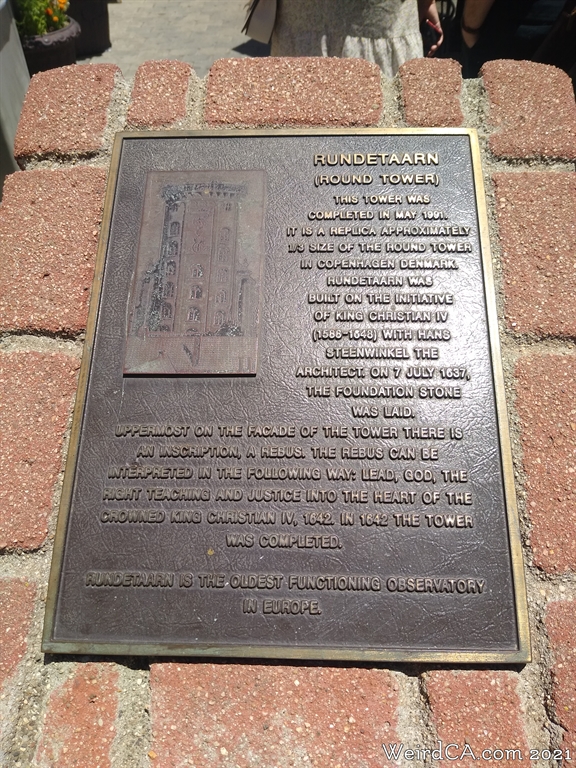 RUNDETAARN
(ROUND TOWER)
THIS TOWER WAS
COMPLETED IN MAY 1991.
IT IS A REPLICA APPROXIMATELY
1/3 SIZE OF THE ROUND TOWER
IN COPENHAGEN DENMARK.
RUNDETAARN WAS
BUILT ON THE INITIATIVE
OF KING CHRISTIAN IV
(1588-1648) WITH HANS
STEENWINKEL THE
ARCHITECT. ON 7 JULY 1637,
THE FOUNDATION STONE
WAS LAID.
UPPERMOST ON THE FACADE OF THE TOWER THERE IS
AN INSCRIPTION, A REBUS. THE REBUS CAN BE
INTERPRETED IN THE FOLLOWING WAY: LEAD, GOD, THE
RIGHT TEACHING AND JUSTICE INTO THE HEART OF THE
CROWNED KING CHRISTIAN IV, 1642. IN 1642 THE TOWER
WAS COMPLETED.
RUNDETAARN IS THE OLDEST FUNCTIONING OBSERVATORY
IN EUROPE.
WeirdCA.com 2021